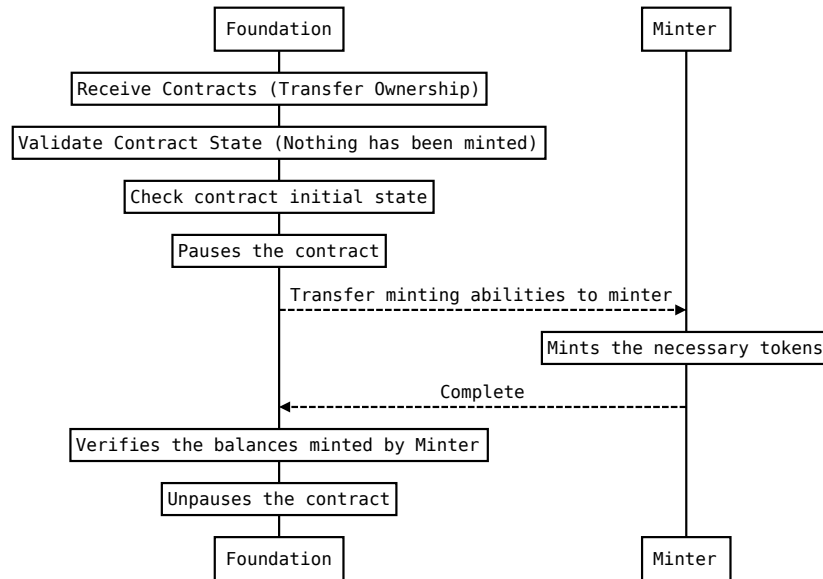 Foundation
Minter
Receive Contracts (Transfer Ownership)
Validate Contract State (Nothing has been minted)
Check contract initial state
Pauses the contract
Transfer minting abilities to minter
Mints the necessary tokens
Complete
Verifies the balances minted by Minter
Unpauses the contract
Foundation
Minter